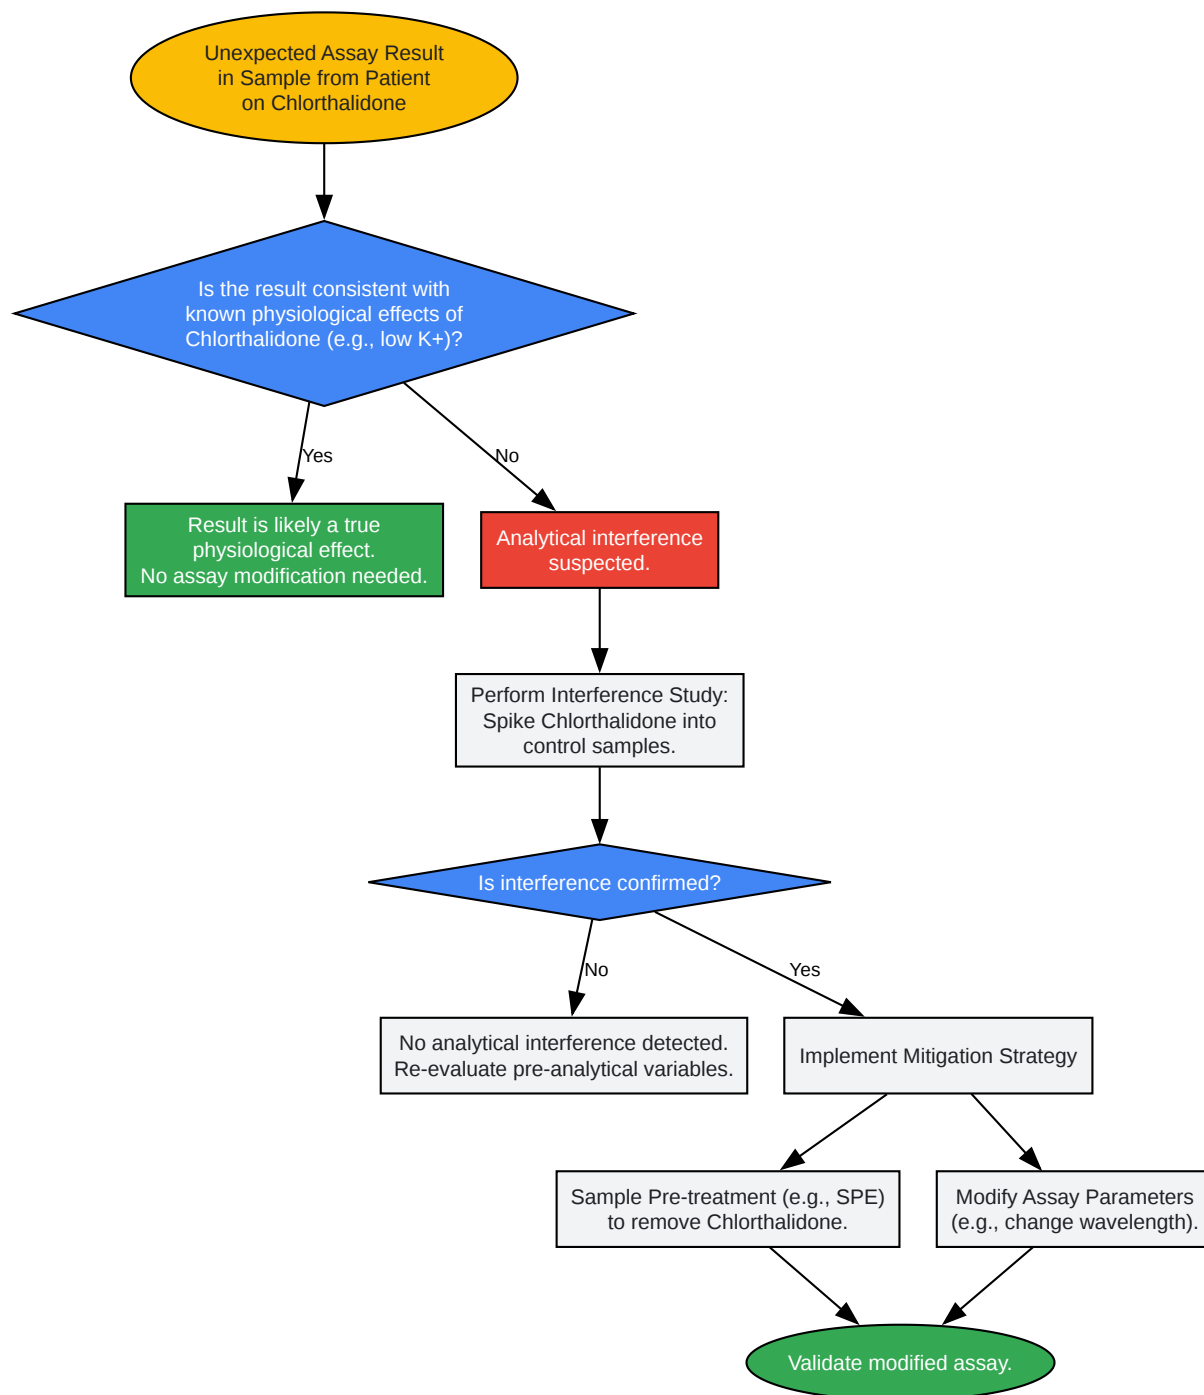 Unexpected Assay Result
in Sample from Patient
on Chlorthalidone
Is the result consistent with
known physiological effects of
Chlorthalidone (e.g., low K+)?
Yes
No
Result is likely a true
physiological effect.
No assay modification needed.
Analytical interference
suspected.
Perform Interference Study:
Spike Chlorthalidone into
control samples.
Is interference confirmed?
No
Yes
No analytical interference detected.
Re-evaluate pre-analytical variables.
Implement Mitigation Strategy
Sample Pre-treatment (e.g., SPE)
to remove Chlorthalidone.
Modify Assay Parameters
(e.g., change wavelength).
Validate modified assay.